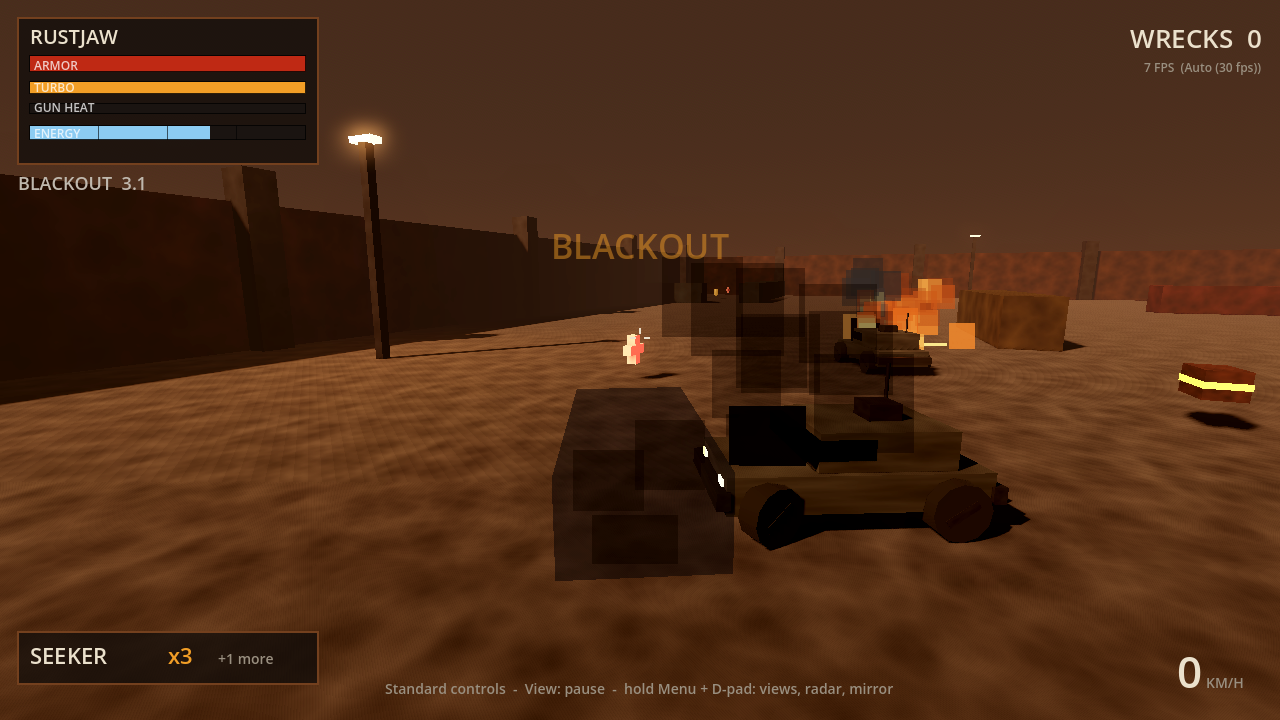 RUSTJAW
ARMOR
TURBO
GUN HEAT
ENERGY
BLACKOUT 3.1
WRECKS 0
7 FPS (Auto (30 fps))
BLACKOUT
SEEKER x3 +1 more
Standard controls - View: pause - hold Menu + D-pad: views, radar, mirror
0 KM/H